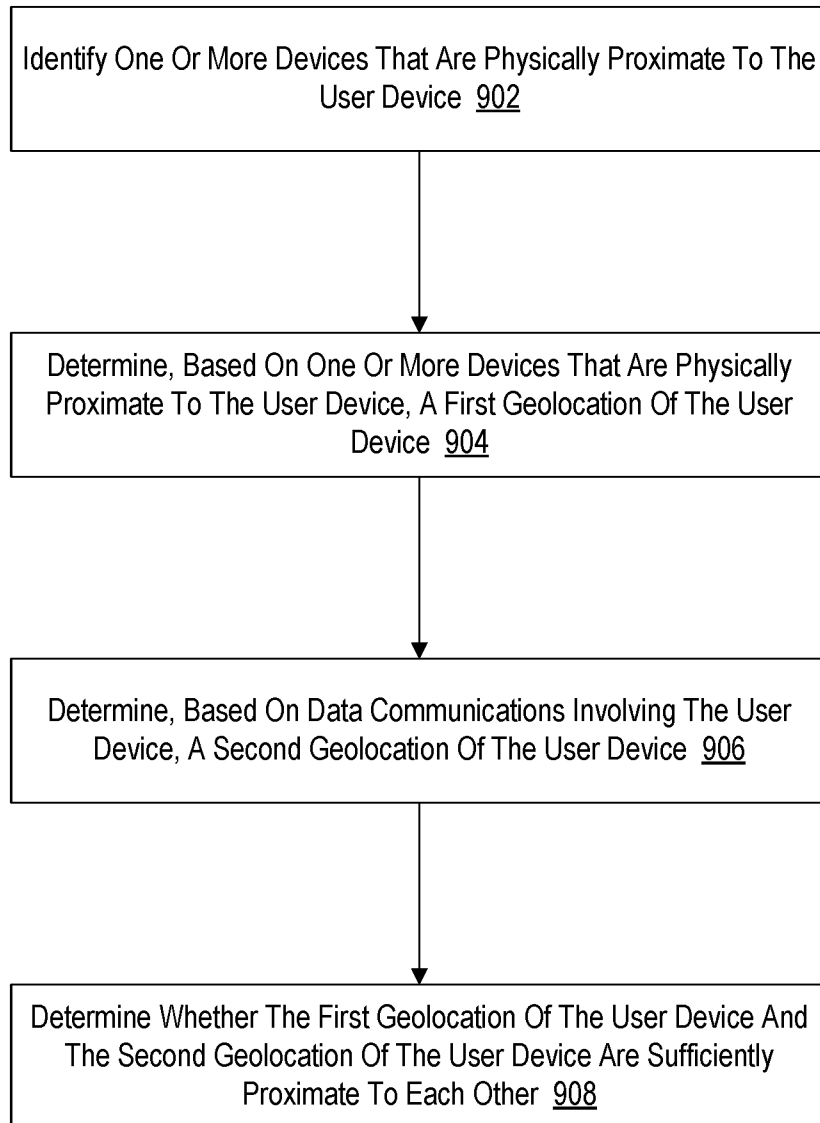 Identify One Or More Devices That Are Physically Proximate To The
User Device 902
Determine, Based On One Or More Devices That Are Physically
Proximate To The User Device, A First Geolocation Of The User
Device 904
Determine, Based On Data Communications Involving The User
Device, A Second Geolocation Of The User Device 906
Determine Whether The First Geolocation Of The User Device And
The Second Geolocation Of The User Device Are Sufficiently
Proximate To Each Other 908